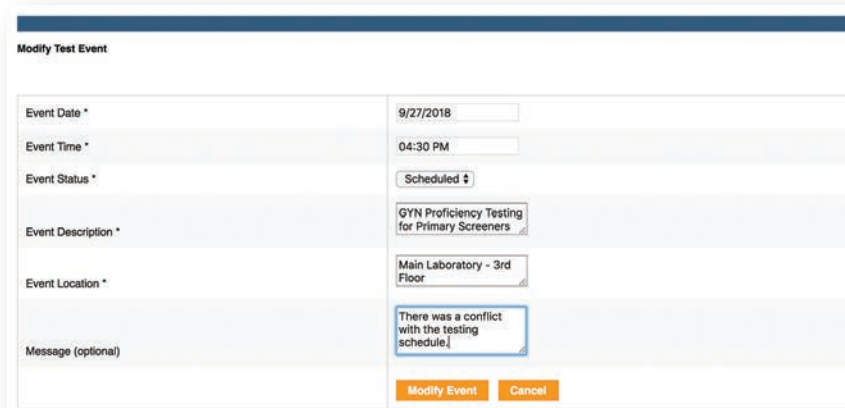 Modify Test Event
Event Date *
9/27/2018
Event Time *
04:30 PM
Event Status *
Scheduled
Event Description *
GYN Proficiency Testing
for Primary Screeners
Event Location *
Main Laboratory - 3rd
Floor
Message (optional)
There was a conflict
with the testing
schedule.
Modify Event Cancel